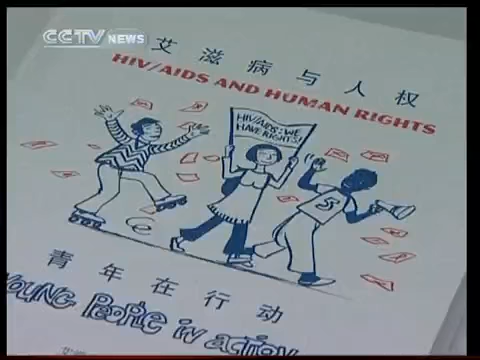 CCTV NEWS
艾滋病与人权
HIV/AIDS AND HUMAN RIGHTS
HIV/AIDS: WE
HAVE RIGHTS!
5
青年在行动
YOUNG PEOPLE IN ACTION